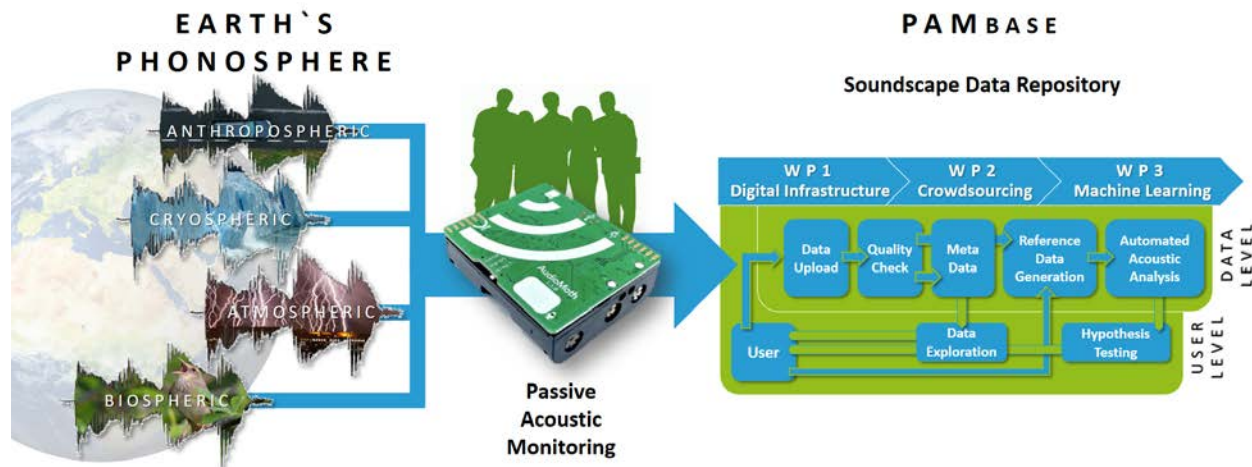 EARTH`S
PHONOSPHERE
ANTHROPOSPHERIC
CRYOSPHERIC
ATMOSPHERIC
BIOSPHERIC
AudioMoth
Passive
Acoustic
Monitoring
PAMBASE
Soundscape Data Repository
WP1
Digital Infrastructure
WP2
Crowdsourcing
WP3
Machine Learning
Data
Upload
Quality
Check
Meta
Data
Reference
Data
Generation
Automated
Acoustic
Analysis
DATA
LEVEL
User
Data
Exploration
Hypothesis
Testing
USER
LEVEL